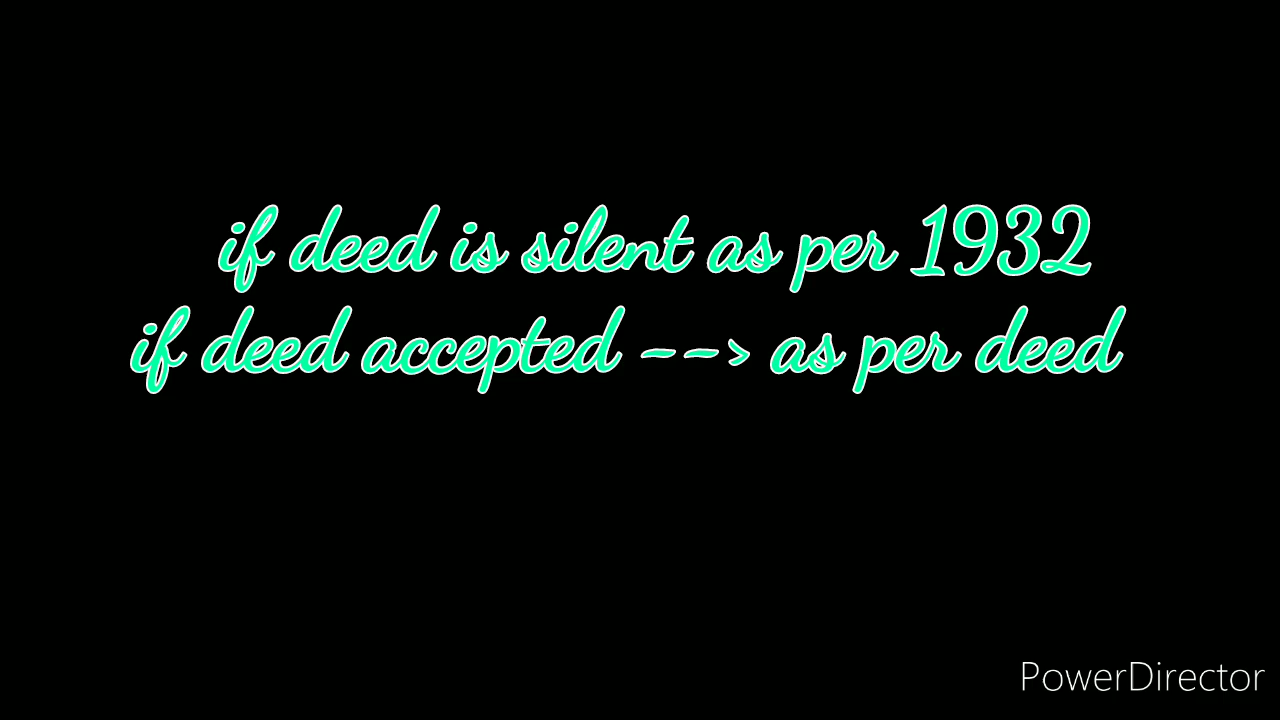 if deed is silent as per 1932
if deed accepted --> as per deed
PowerDirector